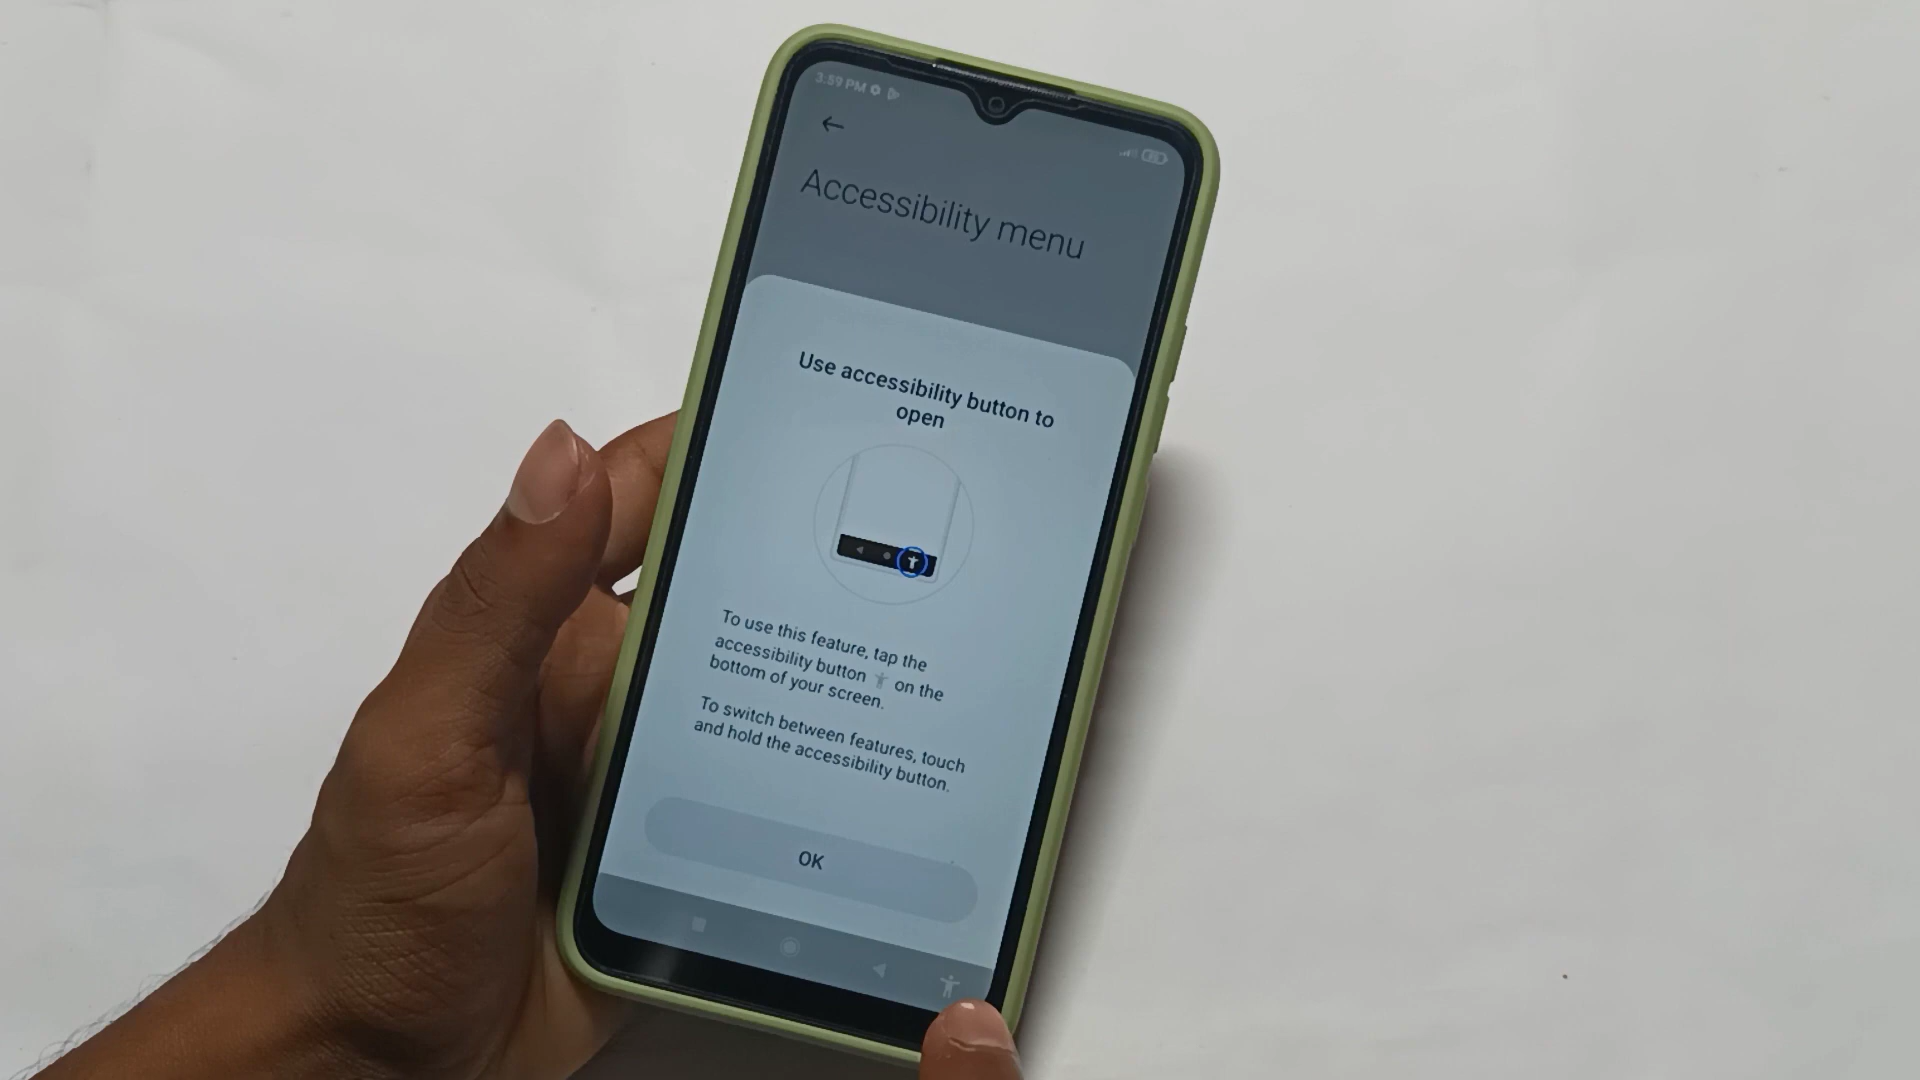 3.59 PM
Accessibility menu
Use accessibility button to
open
To use this feature, tap the
accessibility button on the
bottom of your screen.
To switch between features, touch
and hold the accessibility button.
OK